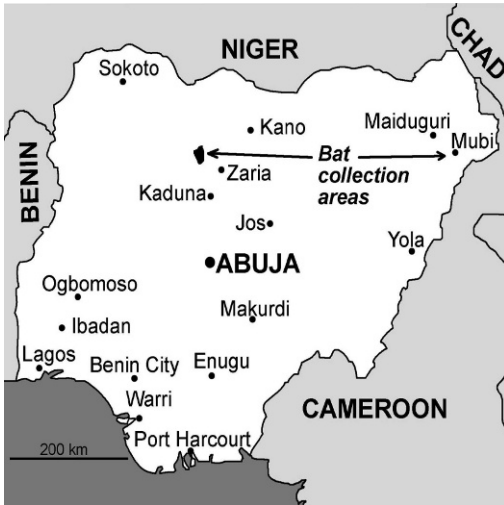 NIGER
CHAD
Sokoto
Kano
Maiduguri
Mubi
BENIN
Bat
collection
areas
Zaria
Kaduna
Jos
Yola
ABUJA
Ogbomoso
Makurdi
Ibadan
Lagos
Benin City
Enugu
Warri
CAMEROON
Port Harcourt
200 km